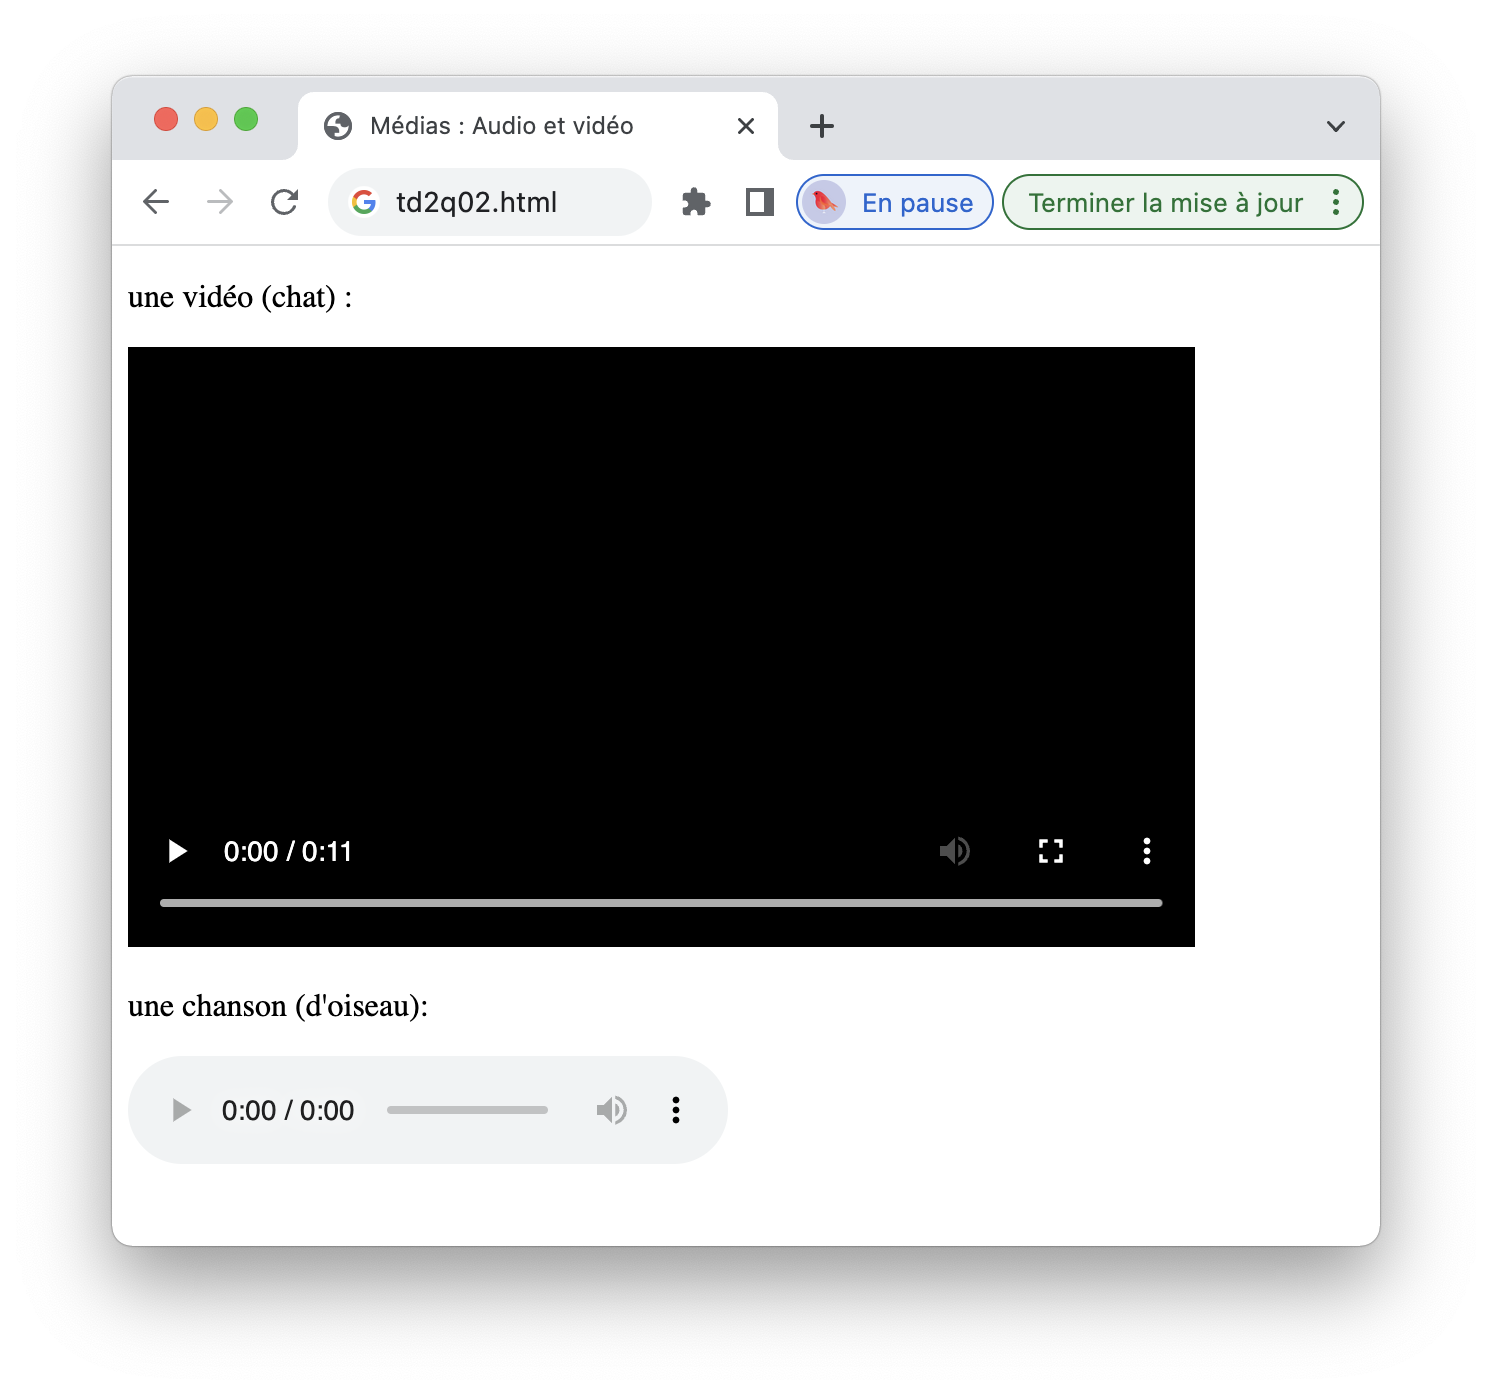 Médias : Audio et vidéo
td2q02.html
En pause
Terminer la mise à jour
une vidéo (chat) :
0:00 / 0:11
une chanson (d'oiseau):
0:00 / 0:00